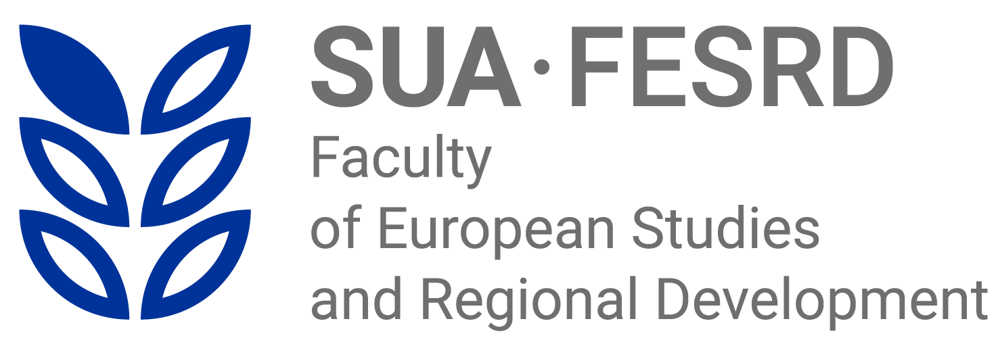 SUA·FESRD
Faculty
of European Studies
and Regional Development